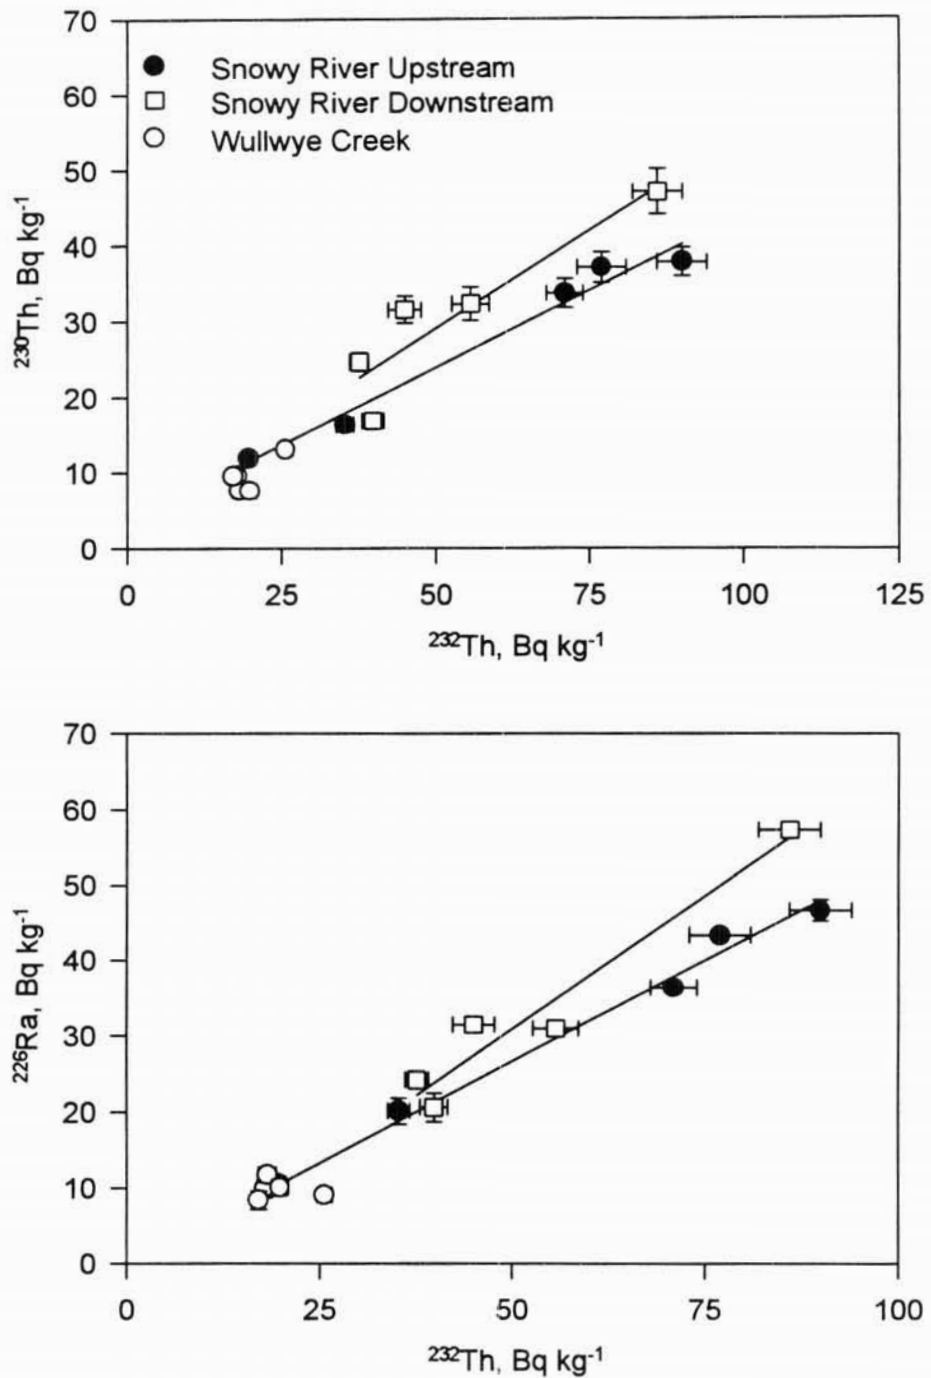 70
60
50
40
30
20
10
0
²³⁰Th, Bq kg⁻¹
Snowy River Upstream
Snowy River Downstream
Wullwye Creek
0 25 50 75 100 125
²³²Th, Bq kg⁻¹
70
60
50
40
30
20
10
0
²²⁶Ra, Bq kg⁻¹
0 25 50 75 100
²³²Th, Bq kg⁻¹